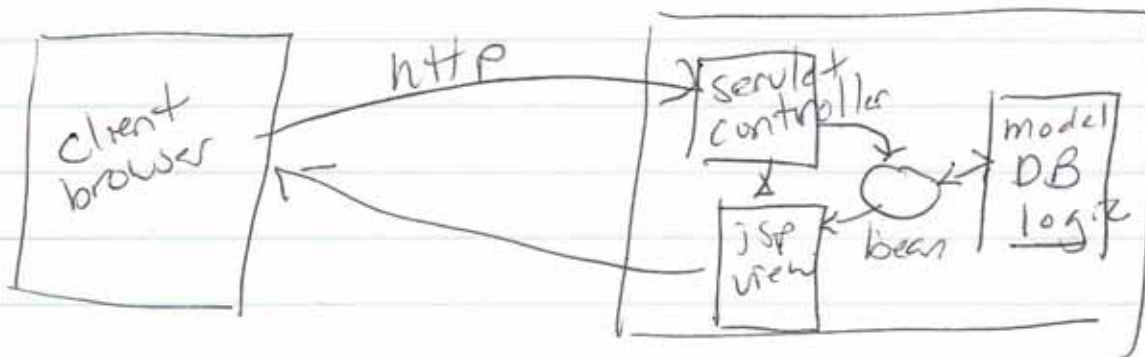 client
browser
http
servlet
controller
bean
model
DB
logic
jsp
view